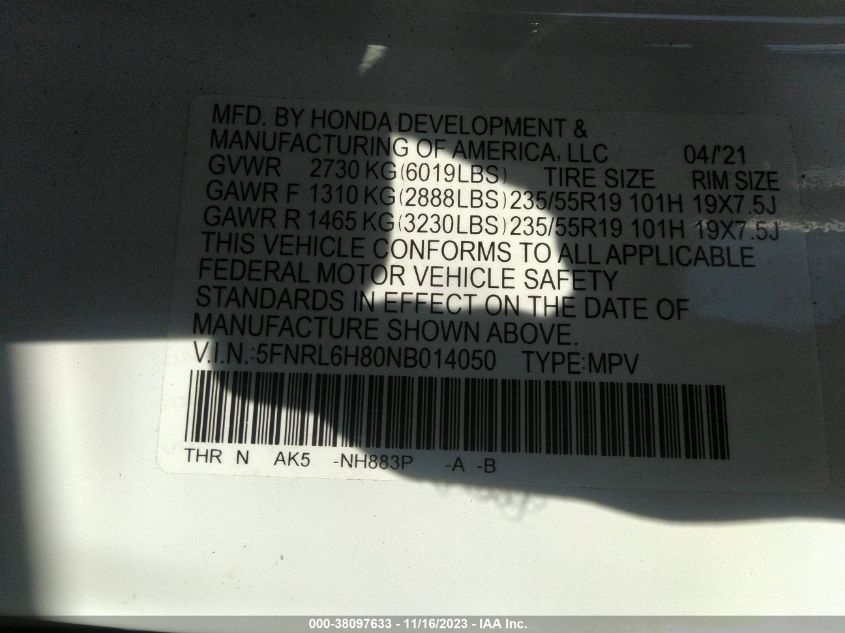 MFD. BY HONDA DEVELOPMENT &
MANUFACTURING OF AMERICA, LLC 04/'21
GVWR 2730 KG(6019LBS) TIRE SIZE RIM SIZE
GAWR F 1310 KG(2888LBS) 235/55R19 101H 19X7.5J
GAWR R 1465 KG(3230LBS) 235/55R19 101H 19X7.5J
THIS VEHICLE CONFORMS TO ALL APPLICABLE
FEDERAL MOTOR VEHICLE SAFETY
STANDARDS IN EFFECT ON THE DATE OF
MANUFACTURE SHOWN ABOVE.
V.I.N.:5FNRL6H80NB014050 TYPE:MPV
THR N AK5 -NH883P -A -B
000-38097633 - 11/16/2023 - IAA Inc.